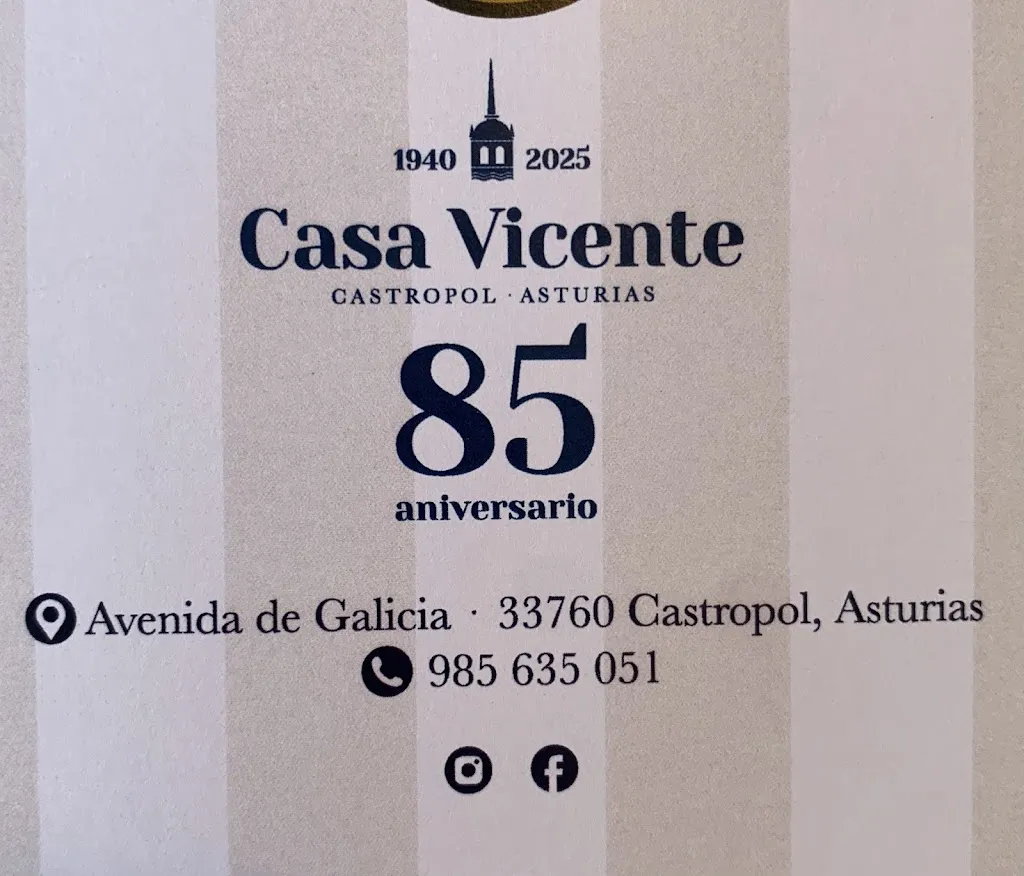 1940 2025
Casa Vicente
CASTROPOL · ASTURIAS
85
aniversario
Avenida de Galicia · 33760 Castropol, Asturias
985 635 051